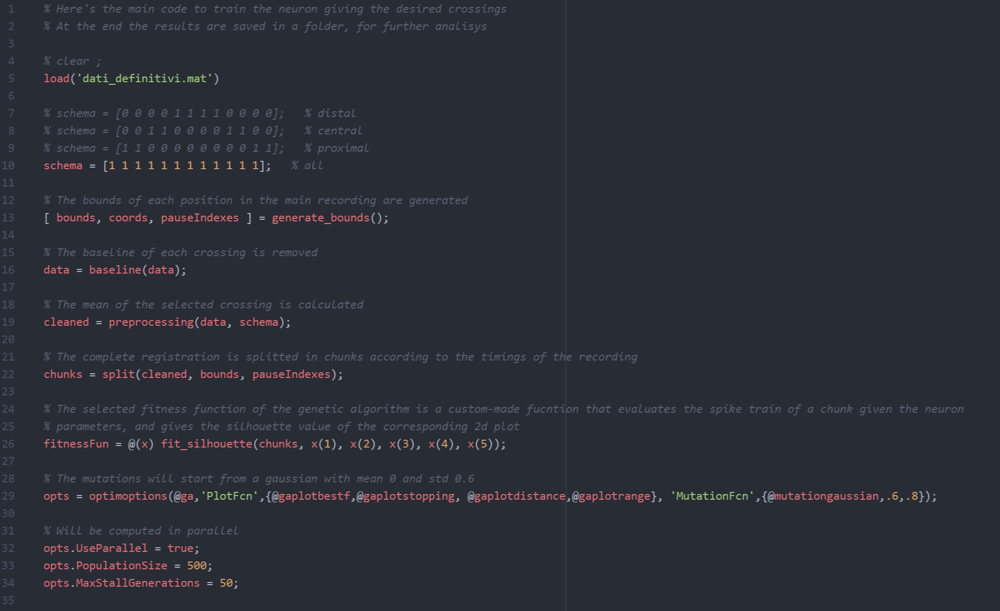 1 % Here's the main code to train the neuron giving the desired crossings
2 % At the end the results are saved in a folder, for further analisys
3
4 % clear ;
5 load('dati_definitivi.mat')
6
7 % schema = [0 0 0 0 1 1 1 1 0 0 0 0];   % distal
8 % schema = [0 0 1 1 0 0 0 0 1 1 0 0];   % central
9 % schema = [1 1 0 0 0 0 0 0 0 0 1 1];   % proximal
10 schema = [1 1 1 1 1 1 1 1 1 1 1 1];   % all
11
12 % The bounds of each position in the main recording are generated
13 [ bounds, coords, pauseIndexes ] = generate_bounds();
14
15 % The baseline of each crossing is removed
16 data = baseline(data);
17
18 % The mean of the selected crossing is calculated
19 cleaned = preprocessing(data, schema);
20
21 % The complete registration is splitted in chunks according to the timings of the recording
22 chunks = split(cleaned, bounds, pauseIndexes);
23
24 % The selected fitness function of the genetic algorithm is a custom-made fucntion that evaluates the spike train of a chunk given the neuron
25 % parameters, and gives the silhouette value of the corresponding 2d plot
26 fitnessFun = @(x) fit_silhouette(chunks, x(1), x(2), x(3), x(4), x(5));
27
28 % The mutations will start from a gaussian with mean 0 and std 0.6
29 opts = optimoptions(@ga,'PlotFcn',{@gaplotbestf,@gaplotstopping, @gaplotdistance,@gaplotrange}, 'MutationFcn',{@mutationgaussian,.6,.8});
30
31 % Will be computed in parallel
32 opts.UseParallel = true;
33 opts.PopulationSize = 500;
34 opts.MaxStallGenerations = 50;
35